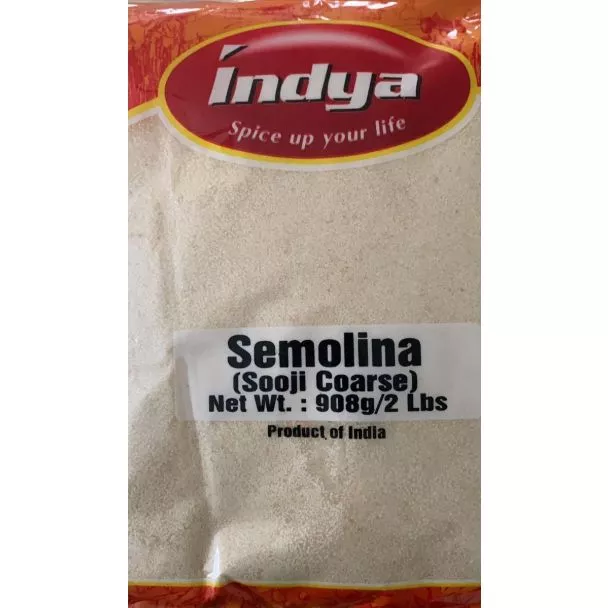 Indya
Spice up your life
Semolina
(Sooji Coarse)
Net Wt. : 908g/2 Lbs
Product of India